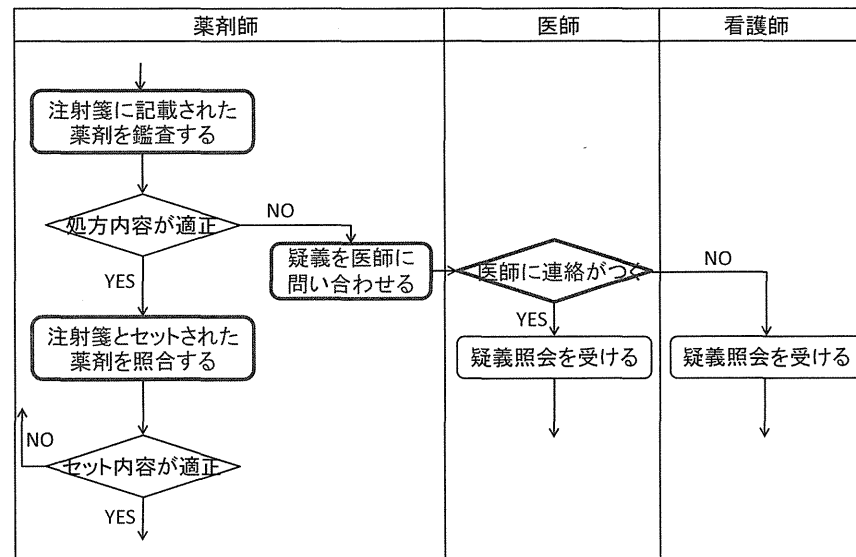 薬剤師
医師
看護師
注射箋に記載された
薬剤を鑑査する
処方内容が適正
NO
疑義を医師に
問い合わせる
医師に連絡がつく
NO
YES
YES
注射箋とセットされた
薬剤を照合する
疑義照会を受ける
疑義照会を受ける
NO
セット内容が適正
YES